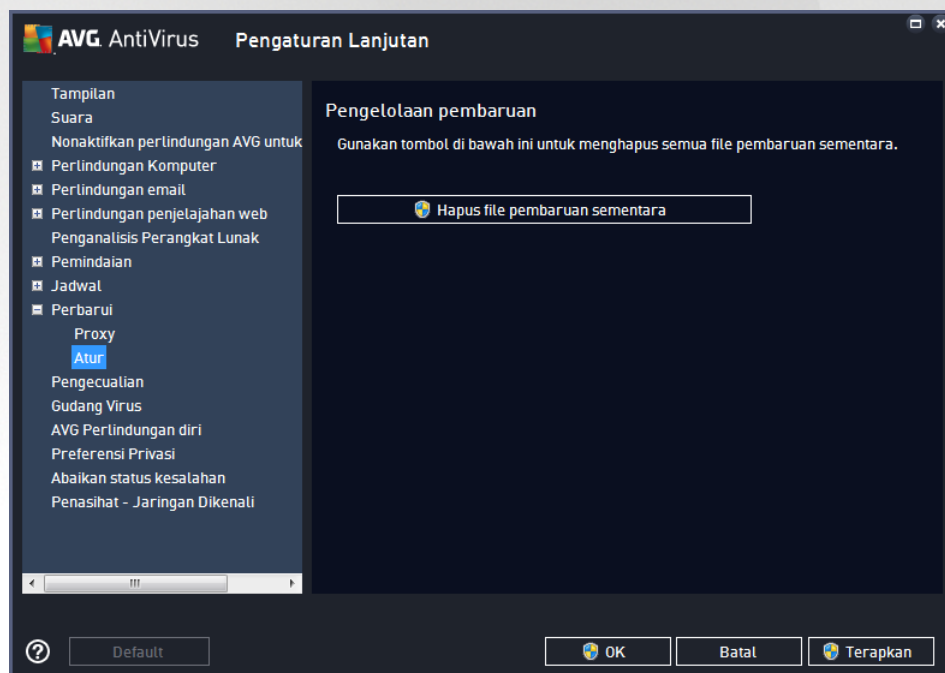 AVG AntiVirus Pengaturan Lanjutan
Tampilan
Suara
Nonaktifkan perlindungan AVG untuk
Perlindungan Komputer
Perlindungan email
Perlindungan penjelajahan web
Penganalisis Perangkat Lunak
Pemindaian
Jadwal
Perbarui
Proxy
Atur
Pengecualian
Gudang Virus
AVG Perlindungan diri
Preferensi Privasi
Abaikan status kesalahan
Penasihat - Jaringan Dikenali
Pengelolaan pembaruan
Gunakan tombol di bawah ini untuk menghapus semua file pembaruan sementara.
Hapus file pembaruan sementara
Default
OK
Batal
Terapkan